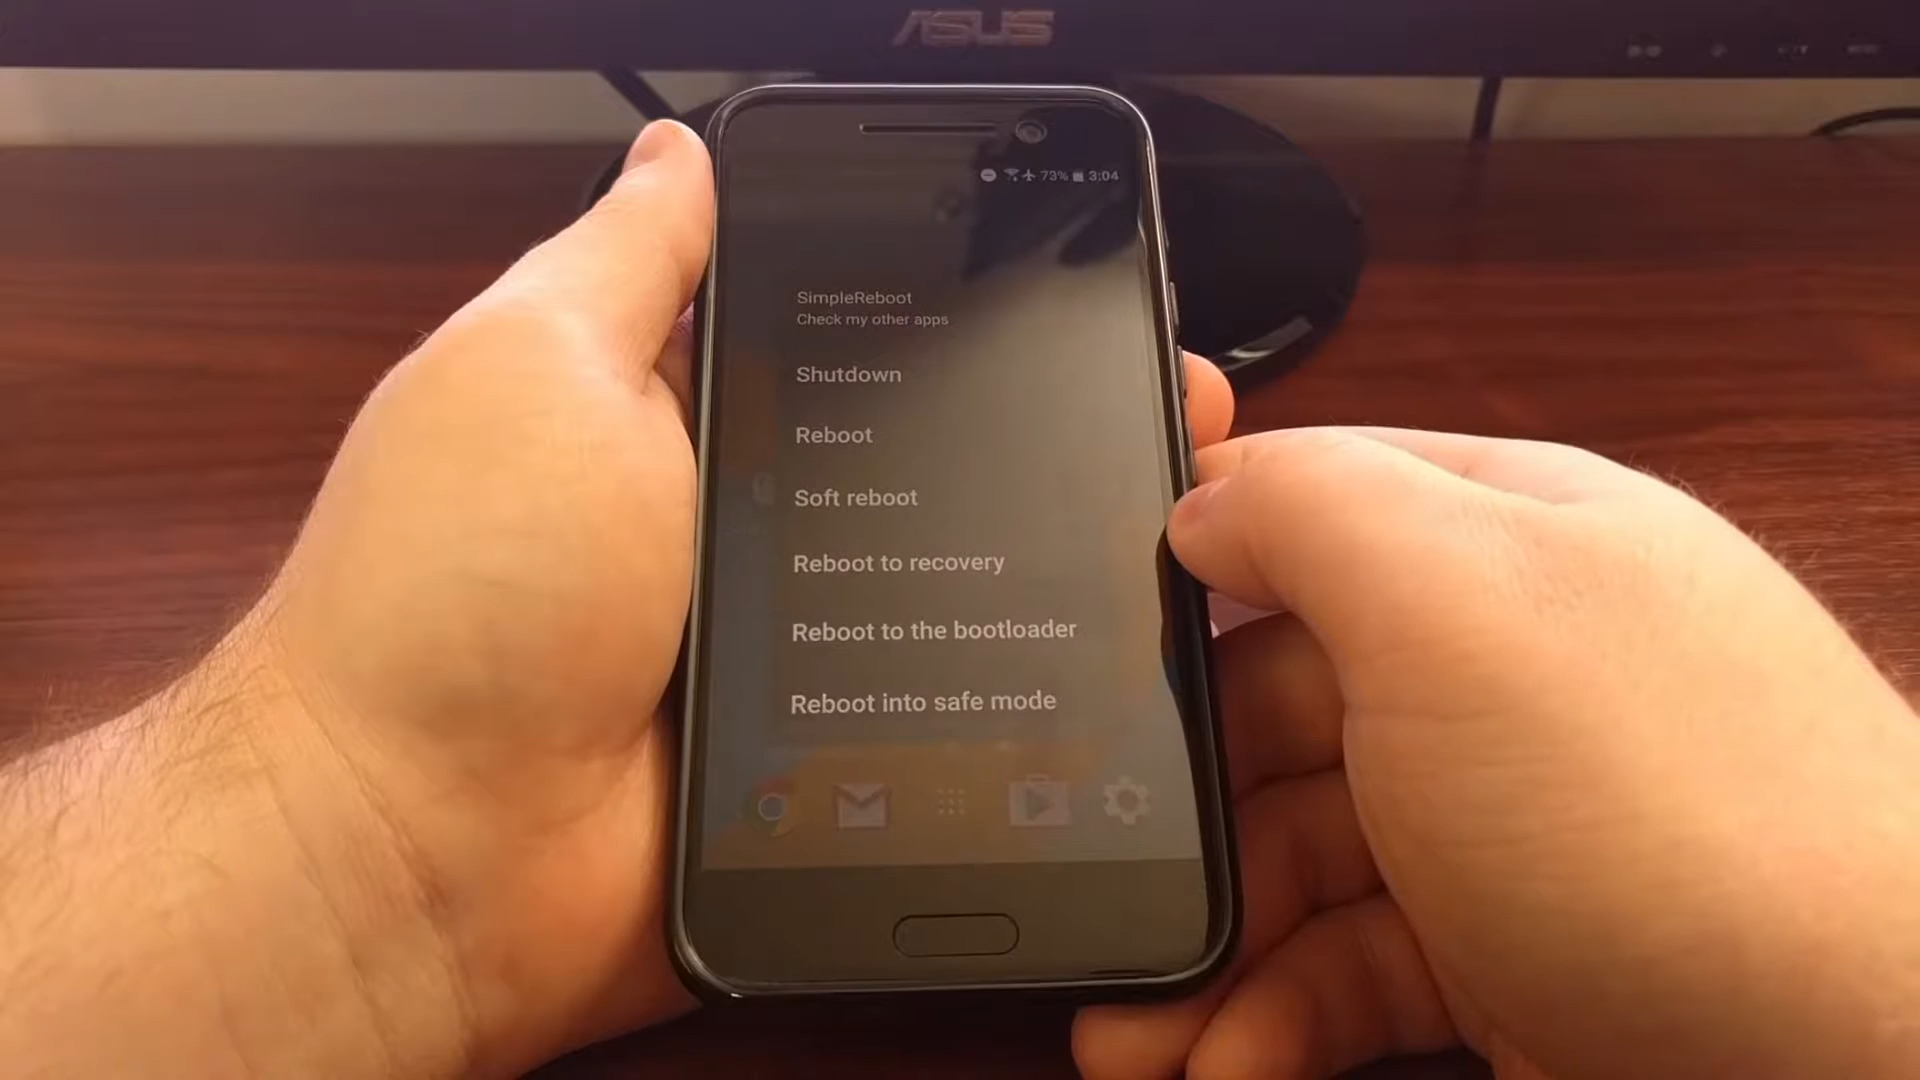 ASUS
73% 3:04
SimpleReboot
Check my other apps
Shutdown
Reboot
Soft reboot
Reboot to recovery
Reboot to the bootloader
Reboot into safe mode